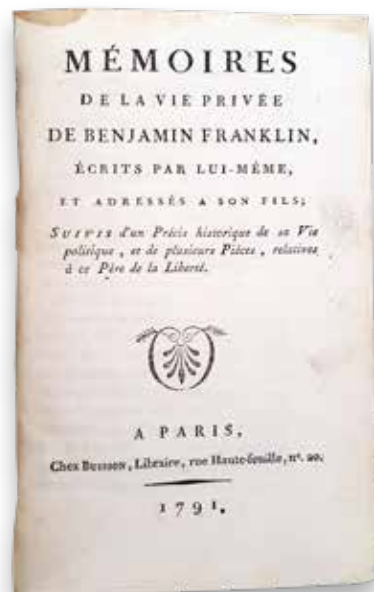 MÉMOIRES
DE LA VIE PRIVÉE
DE BENJAMIN FRANKLIN,
ÉCRITS PAR LUI-MÊME,
ET ADRESSÉS A SON FILS;
SUIVIS d'un Précis historique de sa Vie
politique, et de plusieurs Pièces, relatives
à ce Père de la Liberté.
A PARIS,
Chez Buisson, Libraire, rue Haute-feuille, nº. 20.
1791.